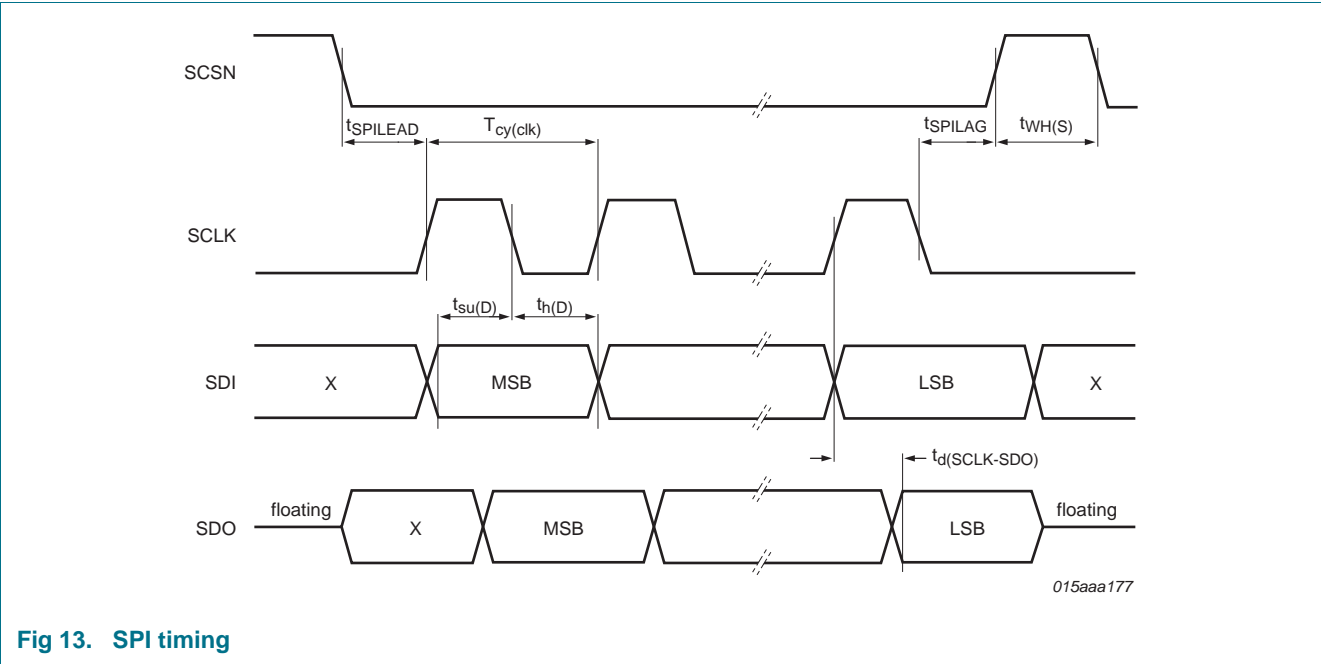 SCSN
tSPILEAD
Tcy(clk)
tSPILAG
tWH(S)
SCLK
tsu(D)
th(D)
SDI
X
MSB
LSB
X
td(SCLK-SDO)
SDO
floating
X
MSB
LSB
floating
015aaa177
Fig 13. SPI timing